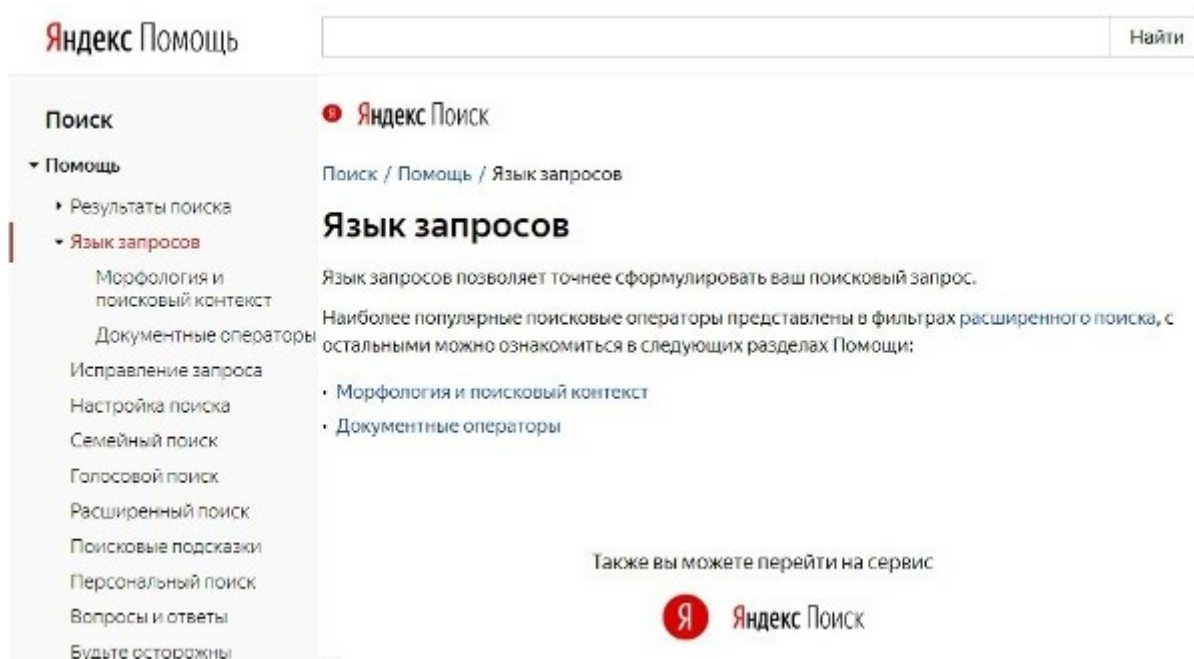 Яндекс Помощь
Найти
Поиск
Помощь
Результаты поиска
Язык запросов
Морфология и
поисковый контекст
Документные операторы
Исправление запроса
Настройка поиска
Семейный поиск
Голосовой поиск
Расширенный поиск
Поисковые подсказки
Персональный поиск
Вопросы и ответы
Будьте осторожны
Я Яндекс Поиск
Поиск / Помощь / Язык запросов
Язык запросов
Язык запросов позволяет точнее сформулировать ваш поисковый запрос.
Наиболее популярные поисковые операторы представлены в фильтрах расширенного поиска, с
остальными можно ознакомиться в следующих разделах Помощи:
• Морфология и поисковый контекст
• Документные операторы
Также вы можете перейти на сервис
Я Яндекс Поиск